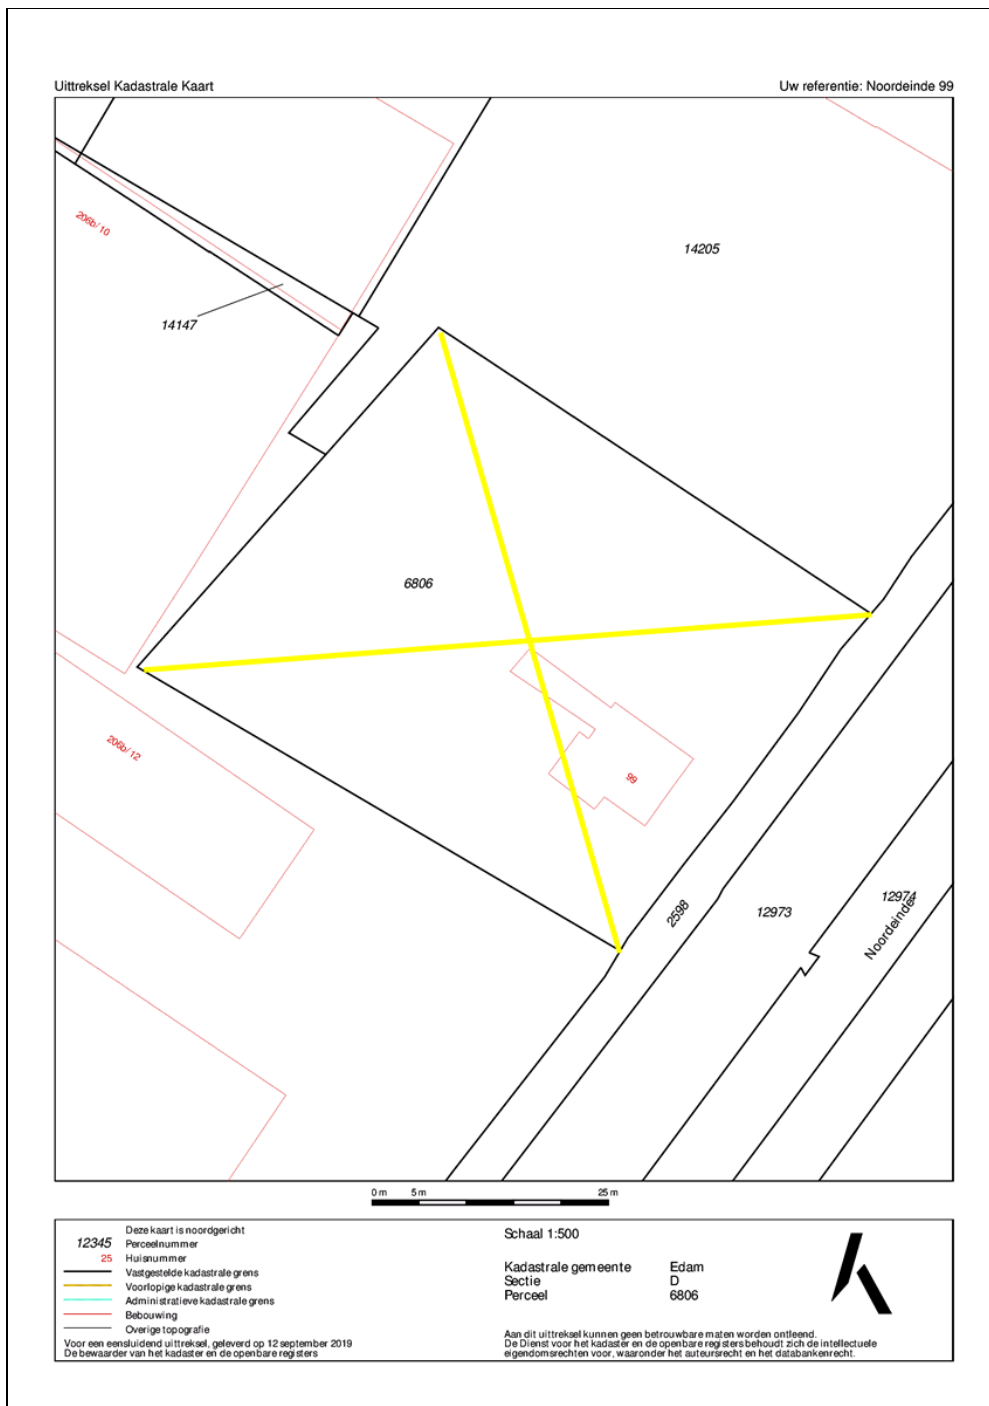 Uittreksel Kadastrale Kaart
Uw referentie: Noordeinde 99
206b/10
14205
14147
6806
206b/12
99
2598
12973
12974
Noordeinde
0 m 5 m 25 m
Deze kaart is noordgericht
12345 Perceelnummer
25 Huisnummer
Vastgestelde kadastrale grens
Voorlopige kadastrale grens
Administratieve kadastrale grens
Bebouwing
Overige topografie
Voor een eensluidend uittreksel, geleverd op 12 september 2019
De bewaarder van het kadaster en de openbare registers
Schaal 1:500
Kadastrale gemeente Edam
Sectie D
Perceel 6806
Aan dit uittreksel kunnen geen betrouwbare maten worden ontleend.
De Dienst voor het kadaster en de openbare registers behoudt zich de intellectuele
eigendomsrechten voor, waaronder het auteursrecht en het databankenrecht.